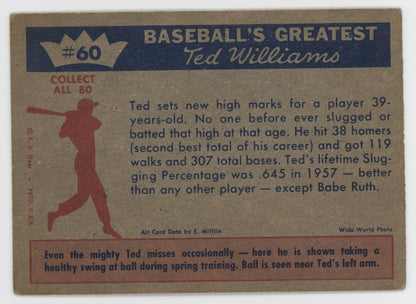 #60
BASEBALL'S GREATEST
Ted Williams
COLLECT
ALL 80
Ted sets new high marks for a player 39-
years-old. No one before ever slugged or
batted that high at that age. He hit 38 homers
(second best total of his career) and got 119
walks and 307 total bases. Ted's lifetime Slug-
ging Percentage was .645 in 1957 — better
than any other player — except Babe Ruth.
All Card Data by E. Mifflin
Wide World Photo
PRTD. U.S.A.
Even the mighty Ted misses occasionally — here he is shown taking a
healthy swing at ball during spring training. Ball is seen near Ted's left arm.